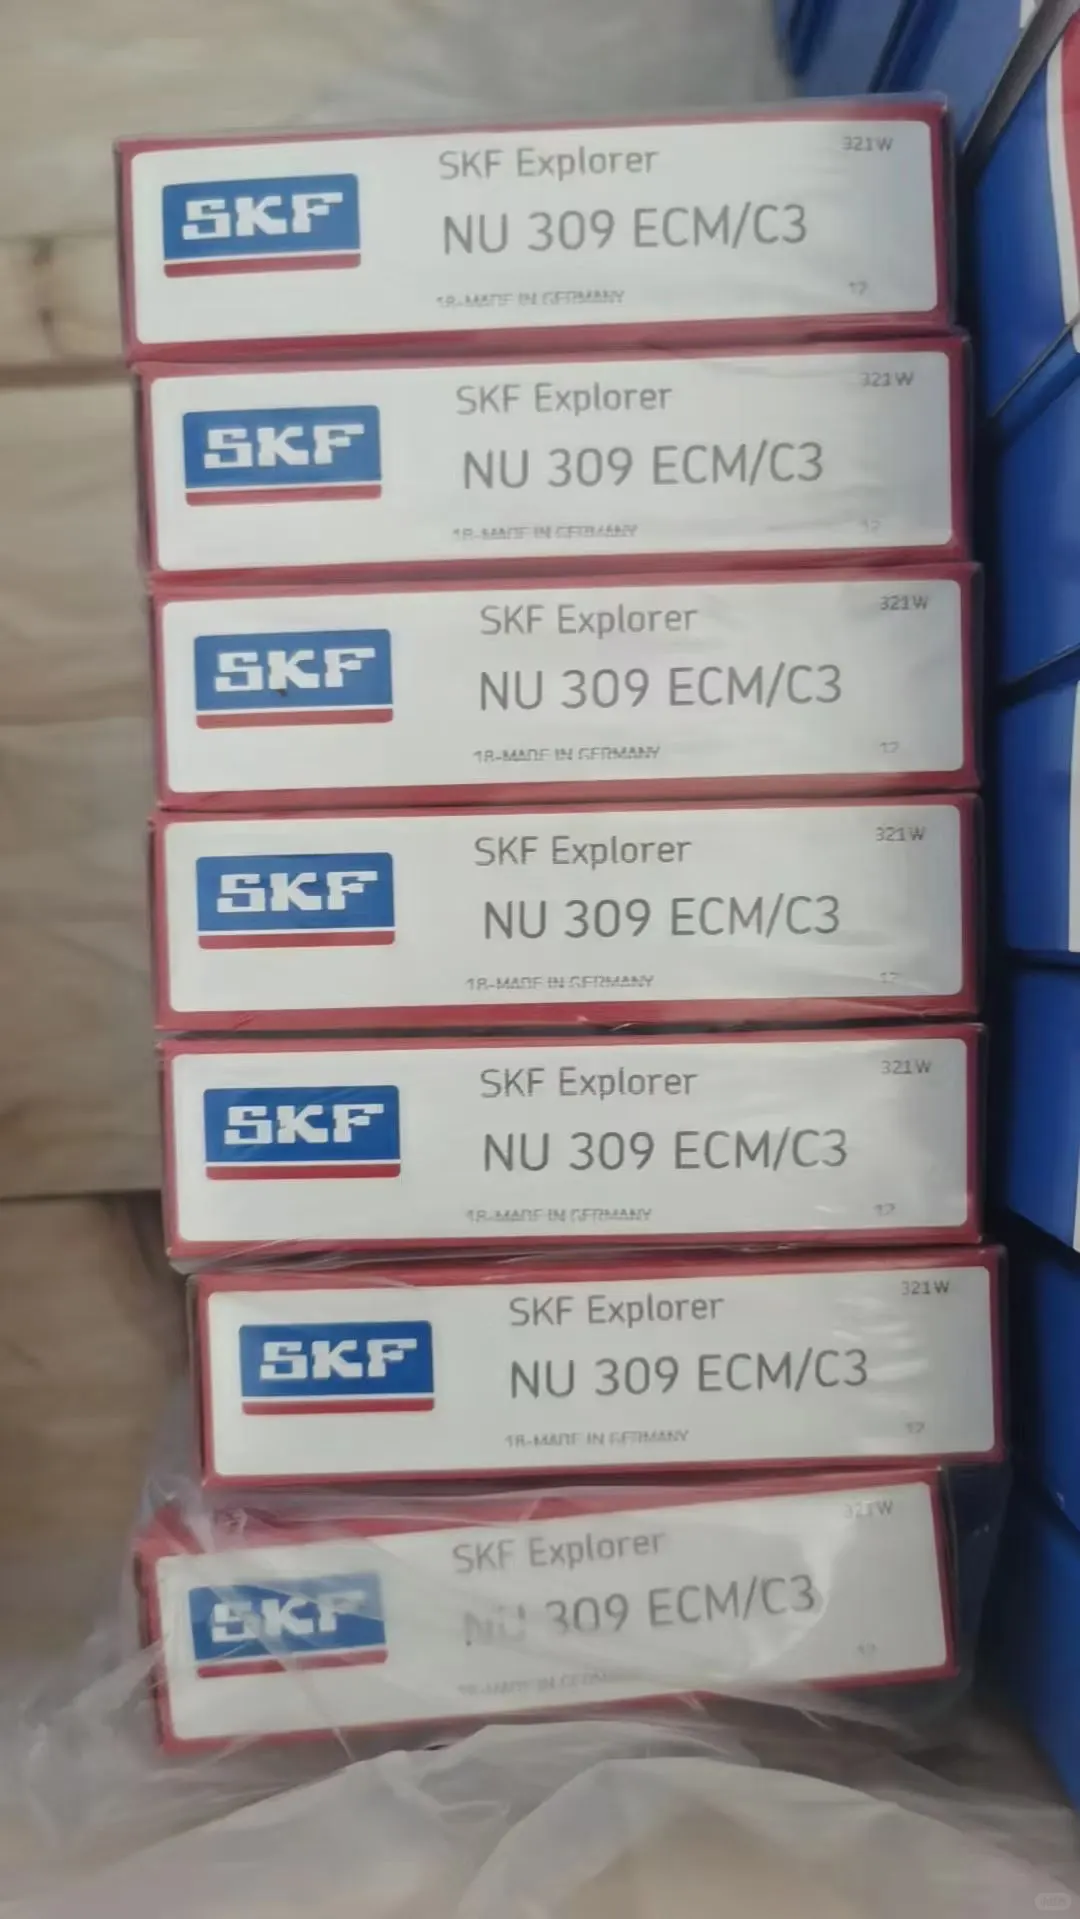 321W
SKF Explorer
SKF
NU 309 ECM/C3
18-MADE IN GERMANY
12
321W
SKF Explorer
SKF
NU 309 ECM/C3
18-MADE IN GERMANY
12
321W
SKF Explorer
SKF
NU 309 ECM/C3
18-MADE IN GERMANY
12
321W
SKF Explorer
SKF
NU 309 ECM/C3
18-MADE IN GERMANY
12
321W
SKF Explorer
SKF
NU 309 ECM/C3
18-MADE IN GERMANY
12
321W
SKF Explorer
SKF
NU 309 ECM/C3
18-MADE IN GERMANY
12
321W
SKF Explorer
SKF
NU 309 ECM/C3
12